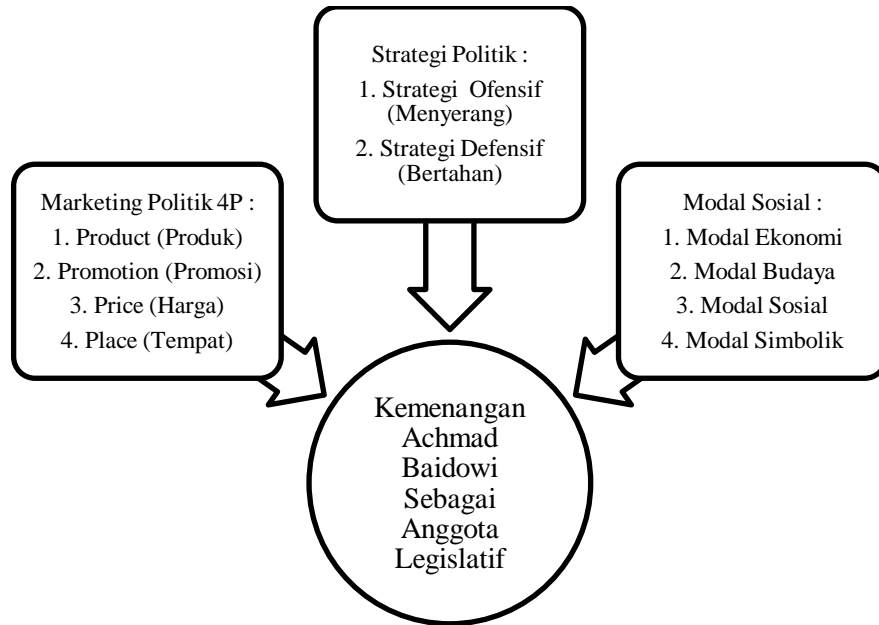 Strategi Politik :
1. Strategi Ofensif
(Menyerang)
2. Strategi Defensif
(Bertahan)
Marketing Politik 4P :
1. Product (Produk)
2. Promotion (Promosi)
3. Price (Harga)
4. Place (Tempat)
Modal Sosial :
1. Modal Ekonomi
2. Modal Budaya
3. Modal Sosial
4. Modal Simbolik
Kemenangan
Achmad
Baidowi
Sebagai
Anggota
Legislatif